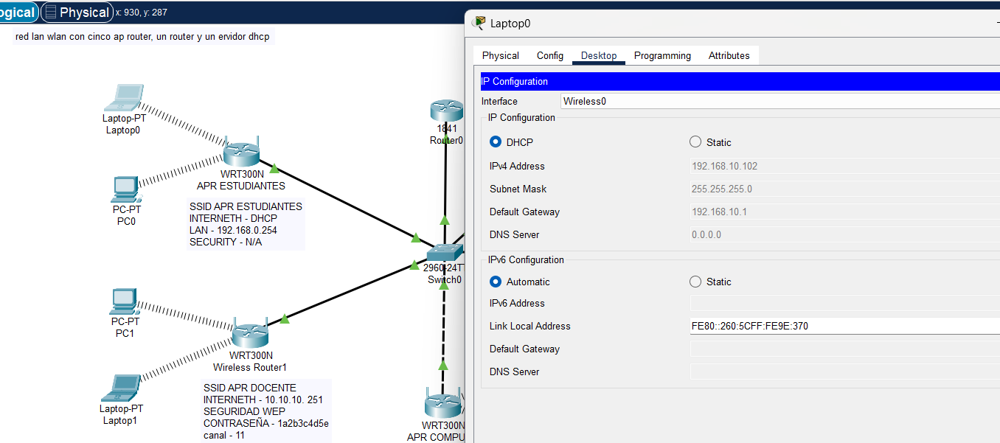 ogical
Physical x: 930, y: 287
red lan wlan con cinco ap router, un router y un ervidor dhcp
Laptop-PT
Laptop0
WRT300N
APR ESTUDIANTES
PC-PT
PC0
SSID APR ESTUDIANTES
INTERNETH - DHCP
LAN - 192.168.0.254
SECURITY - N/A
1841
Router0
2960-24T
Switch0
PC-PT
PC1
WRT300N
Wireless Router1
Laptop-PT
Laptop1
SSID APR DOCENTE
INTERNETH - 10.10.10. 251
SEGURIDAD WEP
CONTRASEÑA - 1a2b3c4d5e
canal - 11
WRT300N
APR COMPU
Laptop0
Physical Config Desktop Programming Attributes
IP Configuration
Interface Wireless0
IP Configuration
DHCP Static
IPv4 Address 192.168.10.102
Subnet Mask 255.255.255.0
Default Gateway 192.168.10.1
DNS Server 0.0.0.0
IPv6 Configuration
Automatic Static
IPv6 Address
Link Local Address FE80::260:5CFF:FE9E:370
Default Gateway
DNS Server